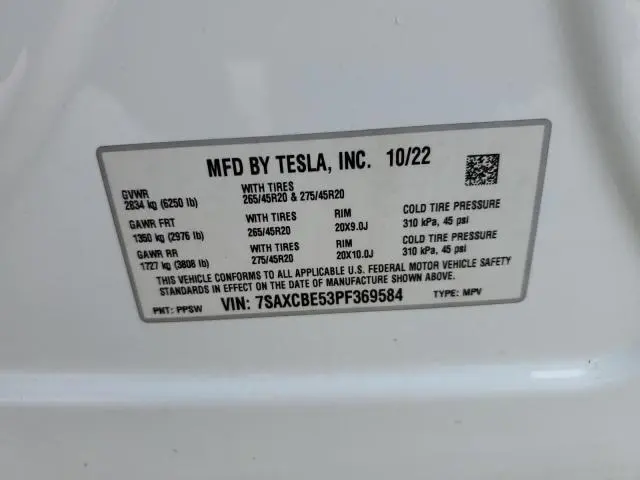 MFD BY TESLA, INC. 10/22
GVWR WITH TIRES
2834 kg (6250 lb) 265/45R20 & 275/45R20
GAWR FRT WITH TIRES RIM COLD TIRE PRESSURE
1350 kg (2976 lb) 265/45R20 20X9.0J 310 kPa, 45 psi
GAWR RR WITH TIRES RIM COLD TIRE PRESSURE
1727 kg (3808 lb) 275/45R20 20X10.0J 310 kPa, 45 psi
THIS VEHICLE CONFORMS TO ALL APPLICABLE U.S. FEDERAL MOTOR VEHICLE SAFETY
STANDARDS IN EFFECT ON THE DATE OF MANUFACTURE SHOWN ABOVE.
PNT: PPSW VIN: 7SAXCBE53PF369584 TYPE: MPV